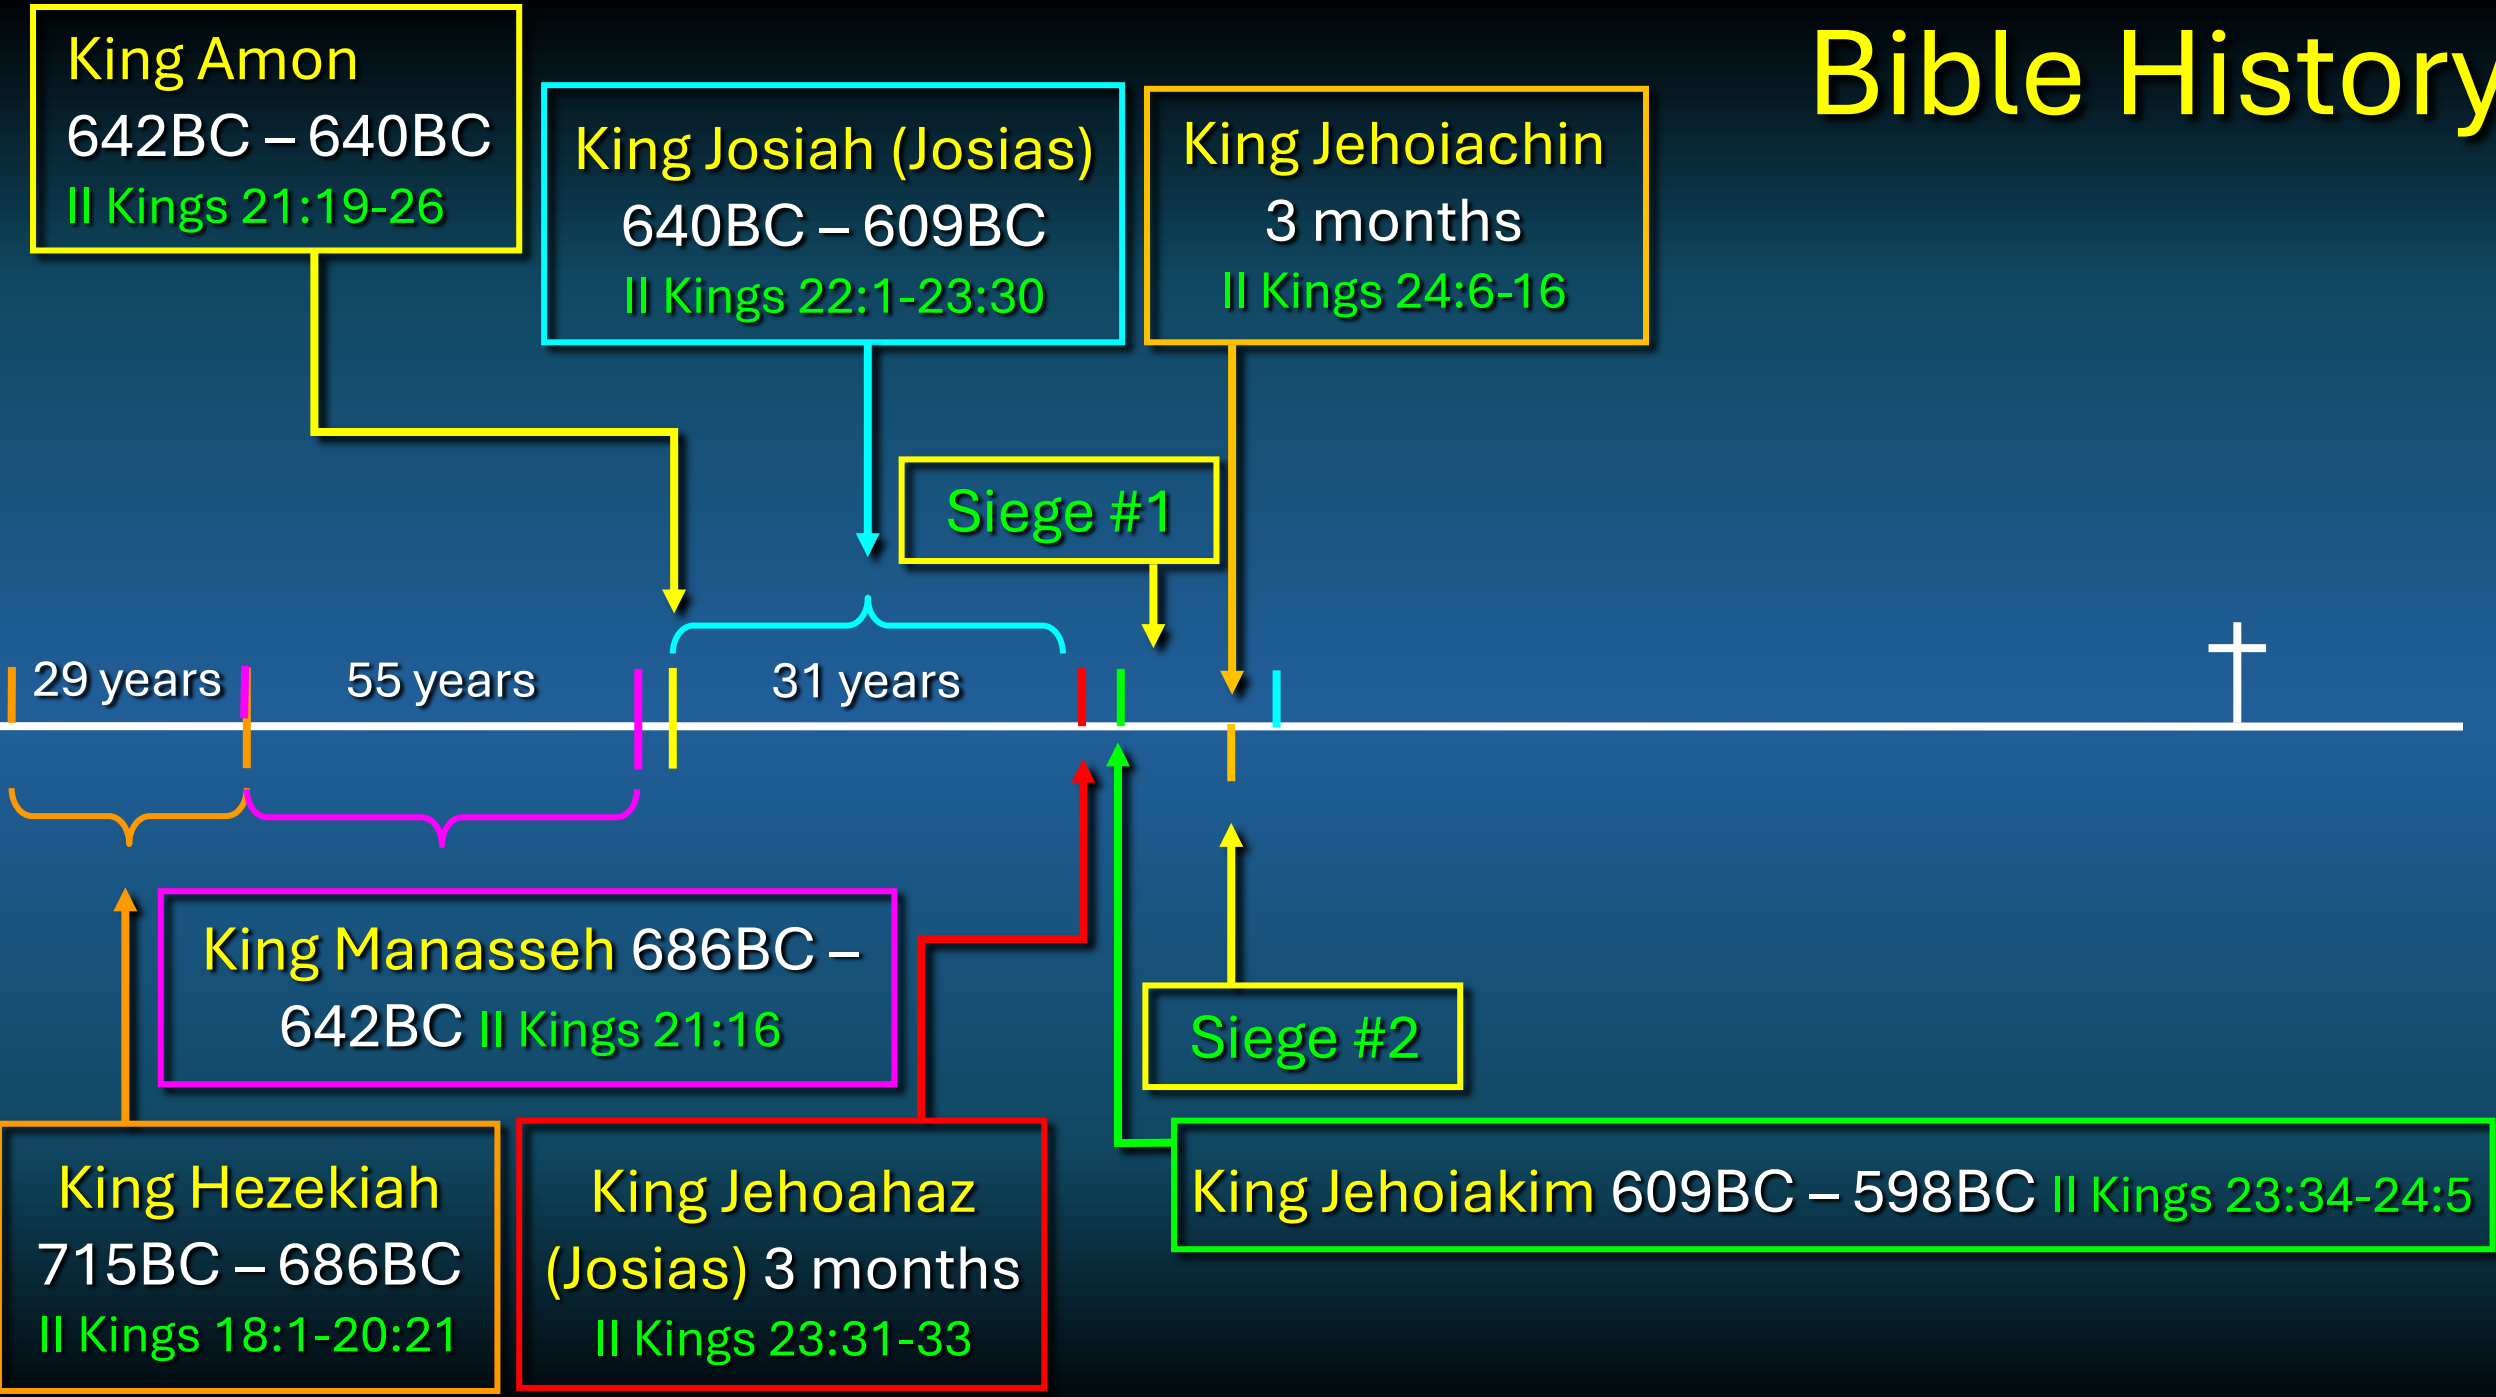 Bible History
King Amon
642BC – 640BC
II Kings 21:19-26
King Josiah (Josias)
640BC – 609BC
II Kings 22:1-23:30
King Jehoiachin
3 months
II Kings 24:6-16
Siege #1
29 years
55 years
31 years
King Manasseh 686BC –
642BC II Kings 21:16
Siege #2
King Hezekiah
715BC – 686BC
II Kings 18:1-20:21
King Jehoahaz
(Josias) 3 months
II Kings 23:31-33
King Jehoiakim 609BC – 598BC II Kings 23:34-24:5